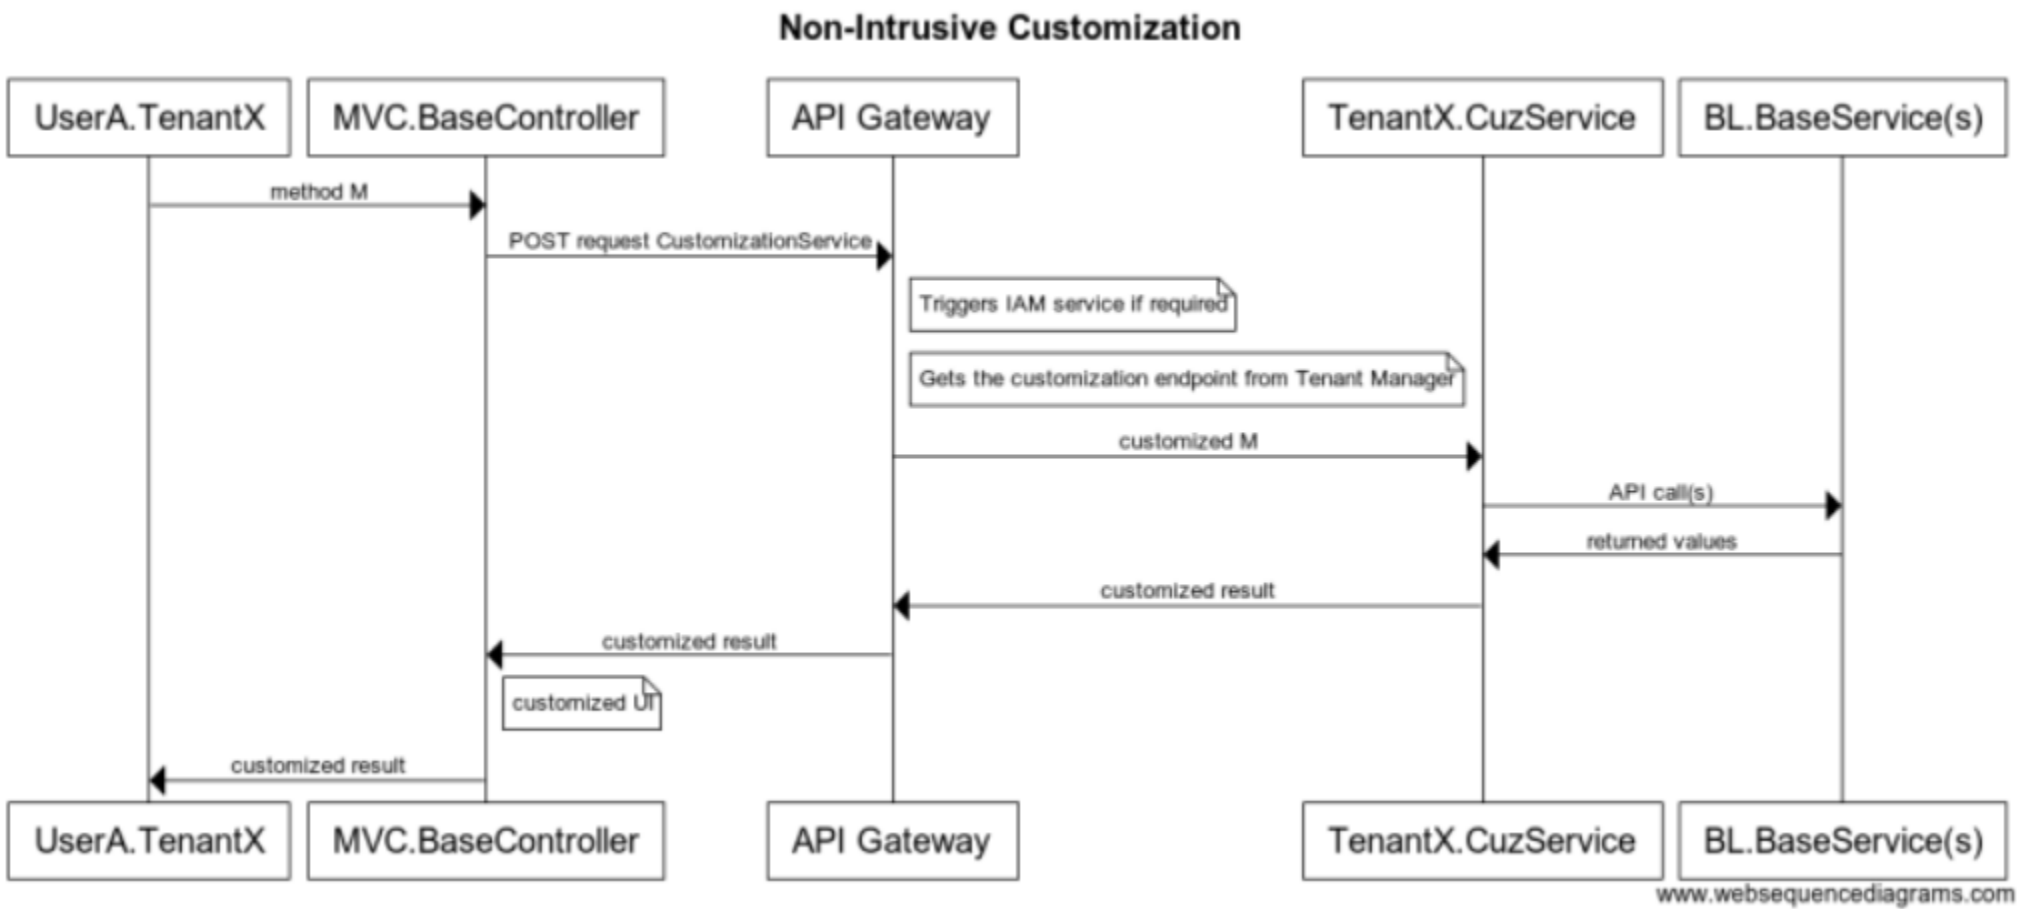 Non-Intrusive Customization
UserA.TenantX
MVC.BaseController
API Gateway
TenantX.CuzService
BL.BaseService(s)
method M
POST request CustomizationService
Triggers IAM service if required
Gets the customization endpoint from Tenant Manager
customized M
API call(s)
returned values
customized result
customized result
customized UI
customized result
UserA.TenantX
MVC.BaseController
API Gateway
TenantX.CuzService
BL.BaseService(s)
www.websequencediagrams.com